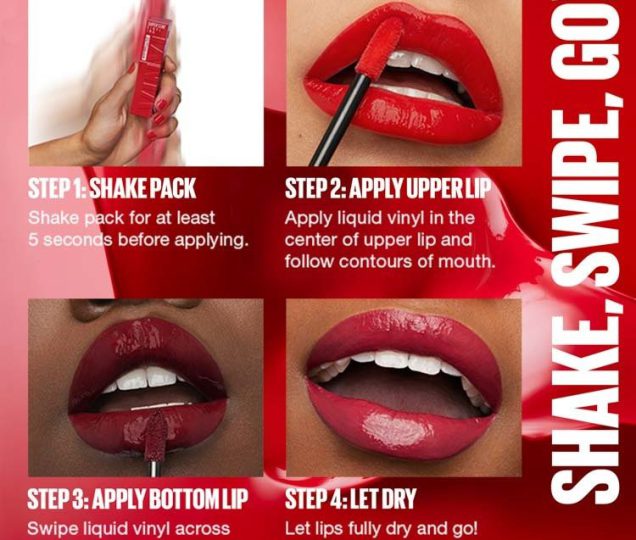 STEP 1: SHAKE PACK
Shake pack for at least
5 seconds before applying.
STEP 2: APPLY UPPER LIP
Apply liquid vinyl in the
center of upper lip and
follow contours of mouth.
STEP 3: APPLY BOTTOM LIP
Swipe liquid vinyl across
STEP 4: LET DRY
Let lips fully dry and go!
SHAKE, SWIPE, GO